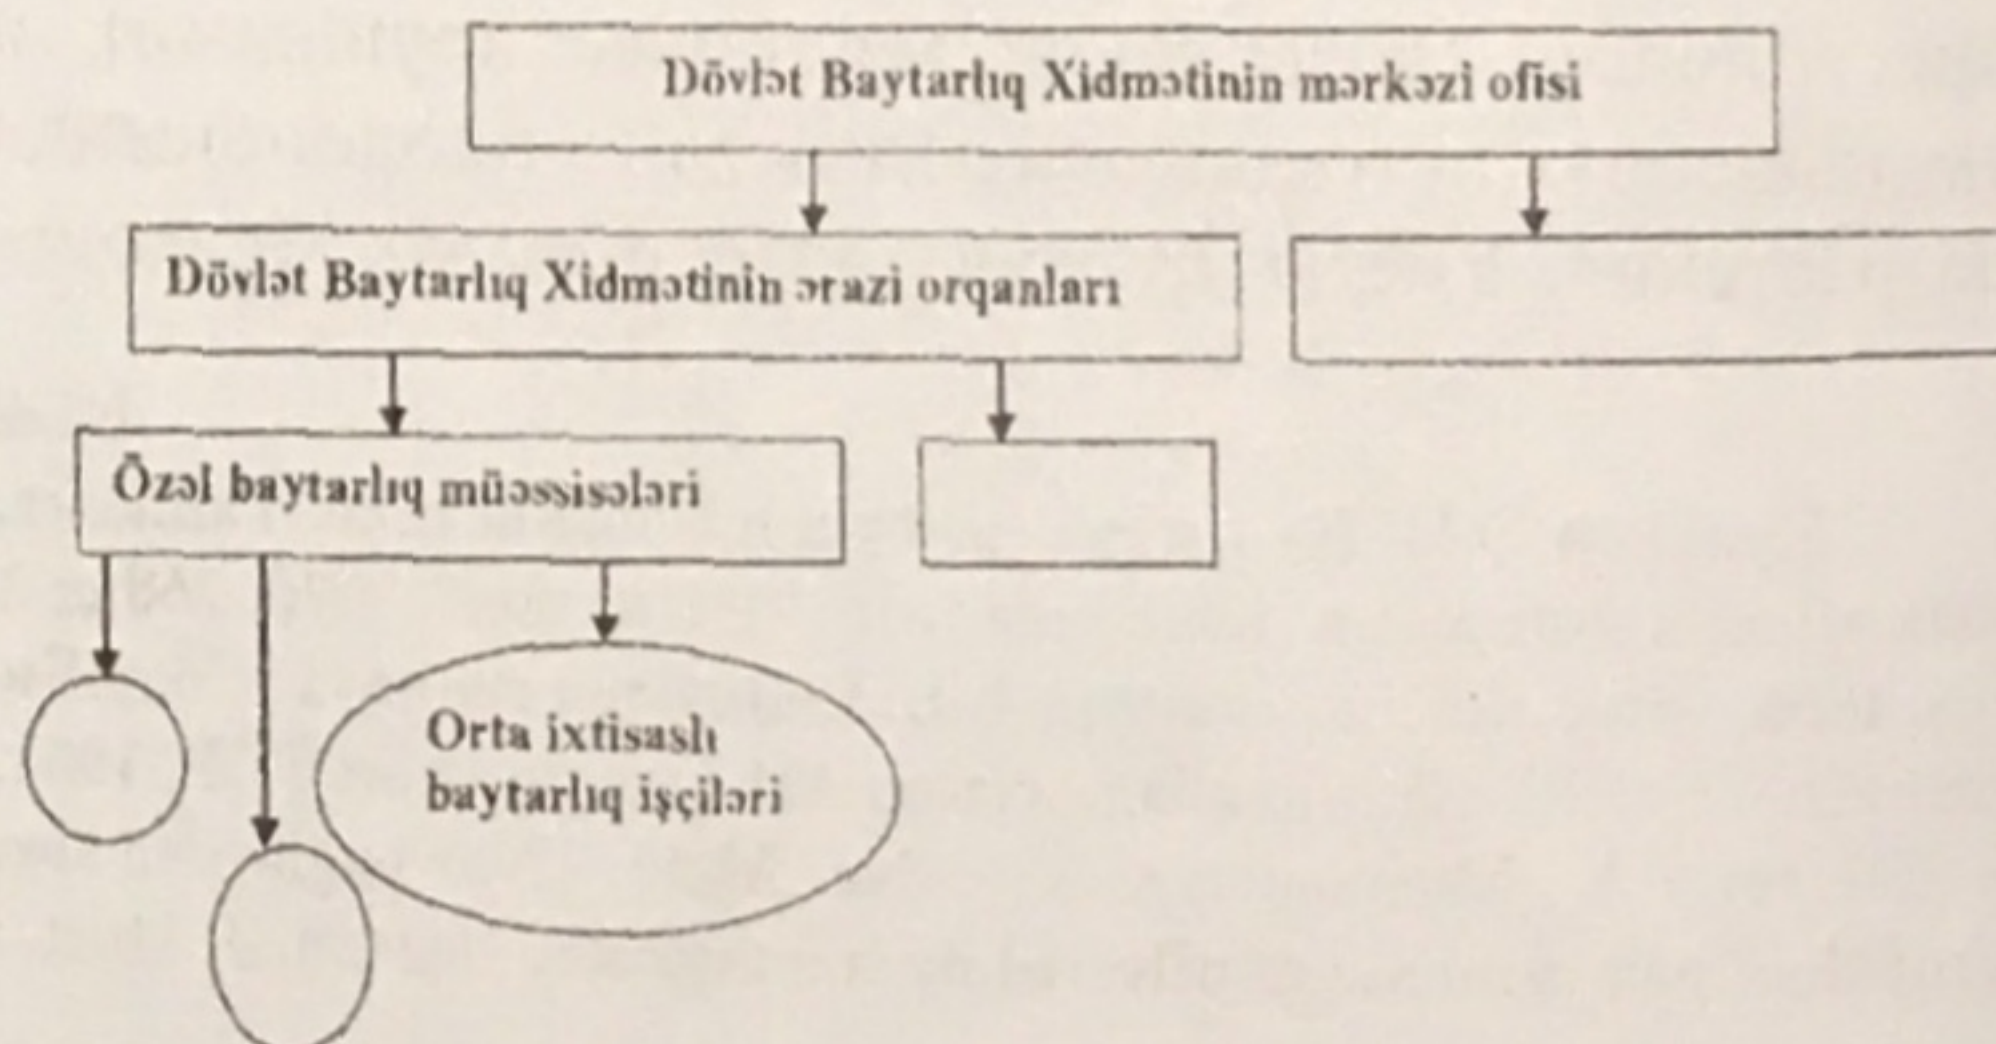 Dövlət Baytarlıq Xidmətinin mərkəzi ofisi
Dövlət Baytarlıq Xidmətinin ərazi orqanları
Özəl baytarlıq müəssisələri
Orta ixtisaslı
baytarlıq işçiləri